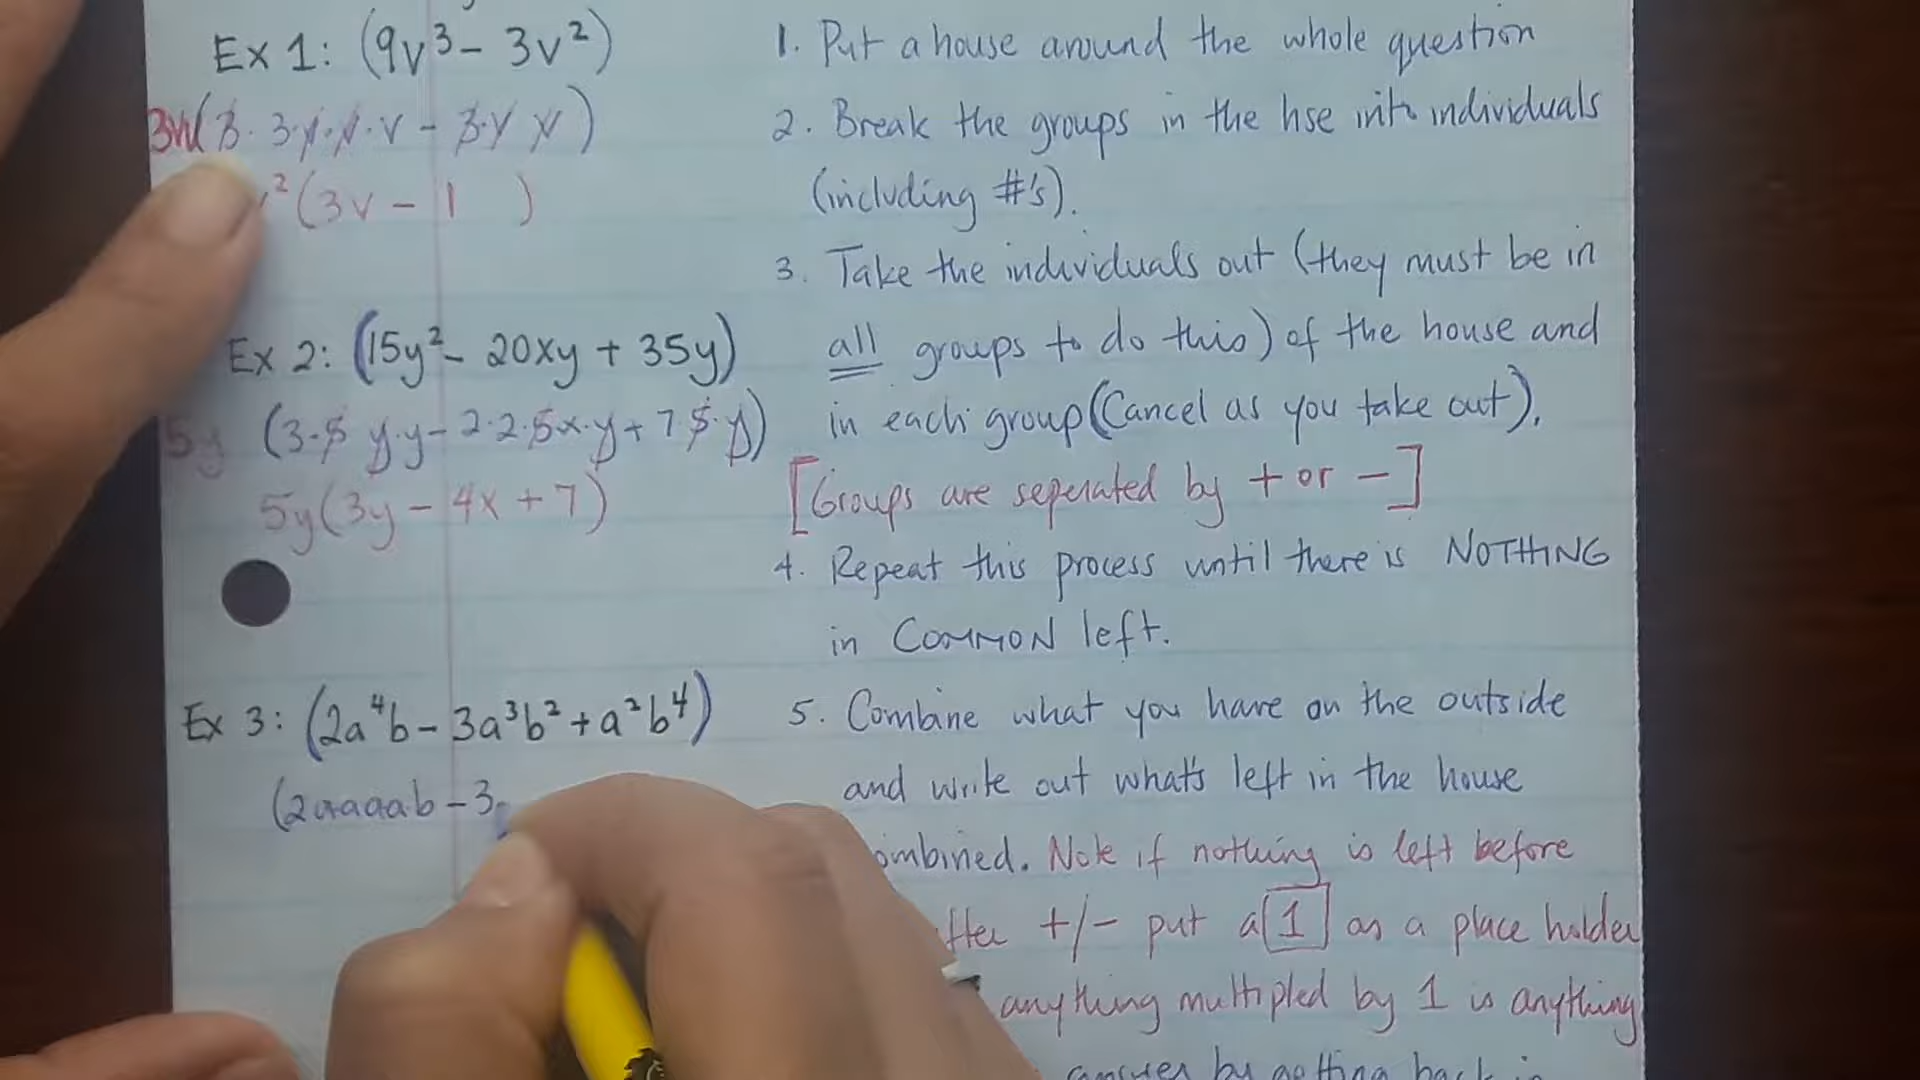 Ex 1: (9v³ - 3v²)
(3·3·v·v·v - 3·v v)
²(3v - 1 )
Ex 2: (15y² - 20xy + 35y)
5y (3·5 y·y - 2·2·5x·y + 7 5·y)
5y(3y - 4x + 7)
Ex 3: (2a⁴b - 3a³b² + a²b⁴)
(2aaaab - 3
1. Put a house around the whole question
2. Break the groups in the hse into individuals
(including #'s).
3. Take the individuals out (they must be in
all groups to do this) of the house and
in each group (Cancel as you take out).
[Groups are seperated by + or -]
4. Repeat this process until there is NOTHING
in COMMON left.
5. Combine what you have on the outside
and write out what's left in the house
ombined. Note if nothing is left before
+/- put a 1 as a place holder
anything multipled by 1 is anything
by getting back in